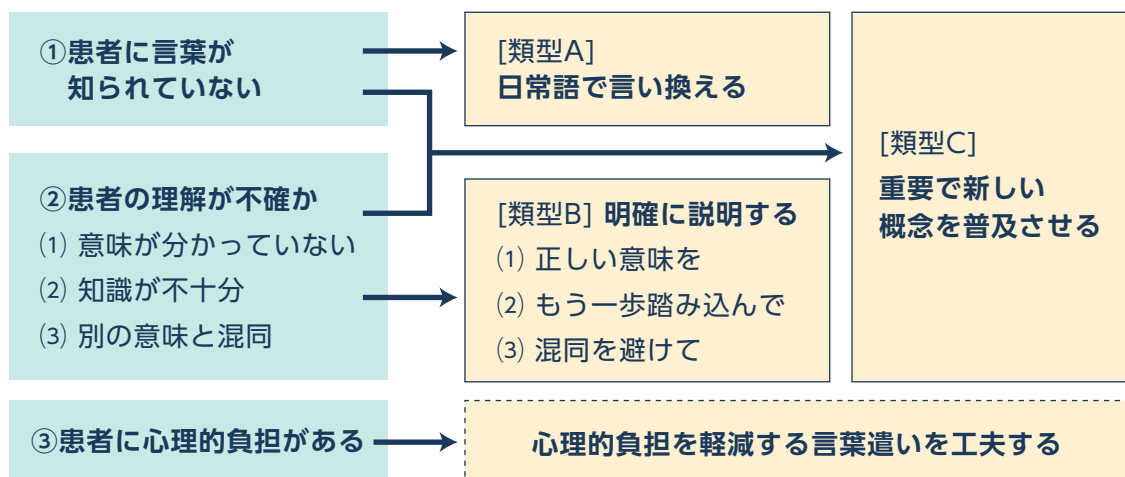 ①患者に言葉が
知られていない
[類型A]
日常語で言い換える
②患者の理解が不確か
⑴ 意味が分かっていない
⑵ 知識が不十分
⑶ 別の意味と混同
[類型B] 明確に説明する
⑴ 正しい意味を
⑵ もう一歩踏み込んで
⑶ 混同を避けて
[類型C]
重要で新しい
概念を普及させる
③患者に心理的負担がある
心理的負担を軽減する言葉遣いを工夫する